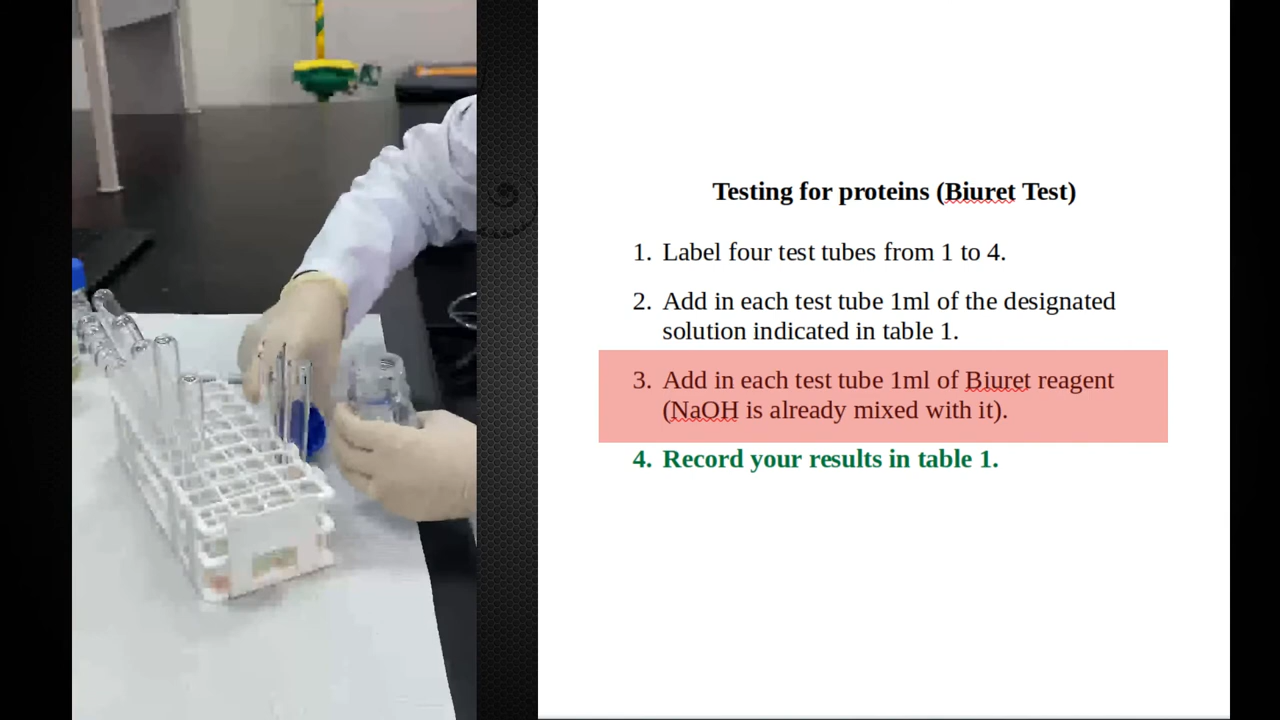 Testing for proteins (Biuret Test)
1. Label four test tubes from 1 to 4.
2. Add in each test tube 1ml of the designated
solution indicated in table 1.
3. Add in each test tube 1ml of Biuret reagent
(NaOH is already mixed with it).
4. Record your results in table 1.